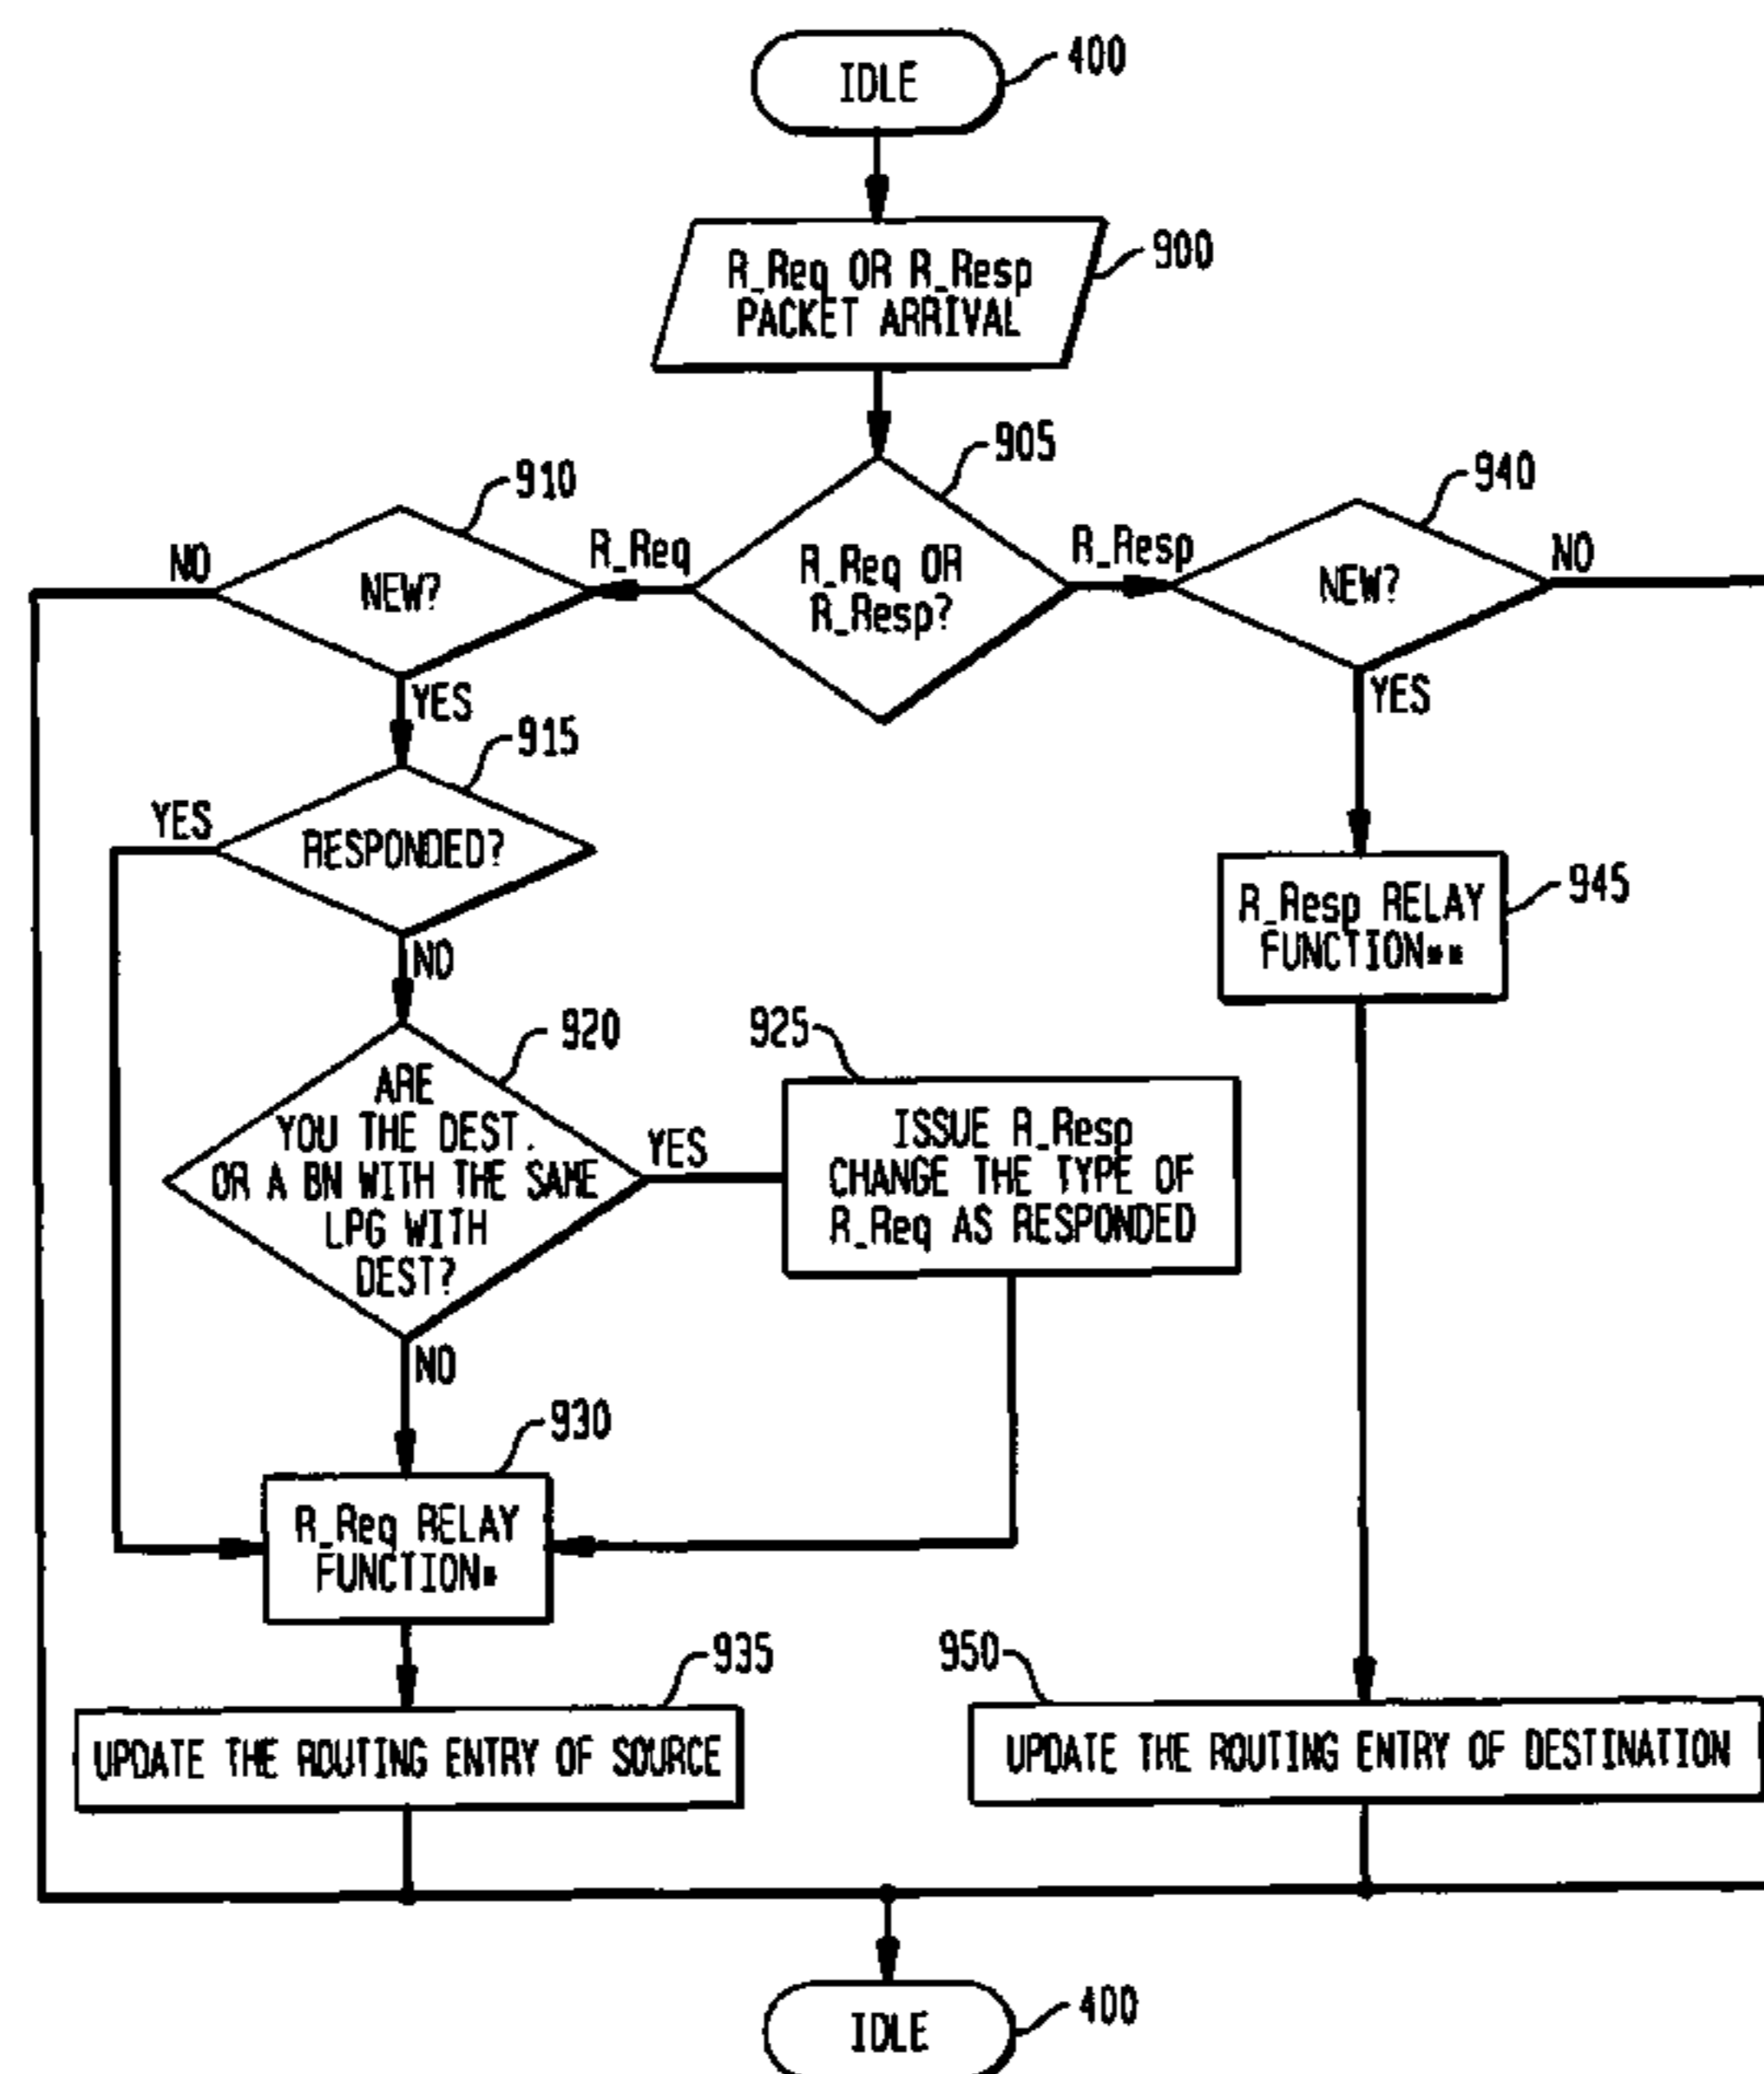 IDLE
400
R_Req OR R_Resp
PACKET ARRIVAL
900
905
R_Req OR
R_Resp?
R_Req
R_Resp
910
NEW?
NO
YES
940
NEW?
NO
YES
915
RESPONDED?
YES
NO
R_Resp RELAY
FUNCTION**
945
920
ARE
YOU THE DEST.
OR A BN WITH THE SAME
LPG WITH
DEST?
YES
NO
925
ISSUE R_Resp
CHANGE THE TYPE OF
R_Req AS RESPONDED
930
R_Req RELAY
FUNCTION*
935
UPDATE THE ROUTING ENTRY OF SOURCE
950
UPDATE THE ROUTING ENTRY OF DESTINATION
IDLE
400